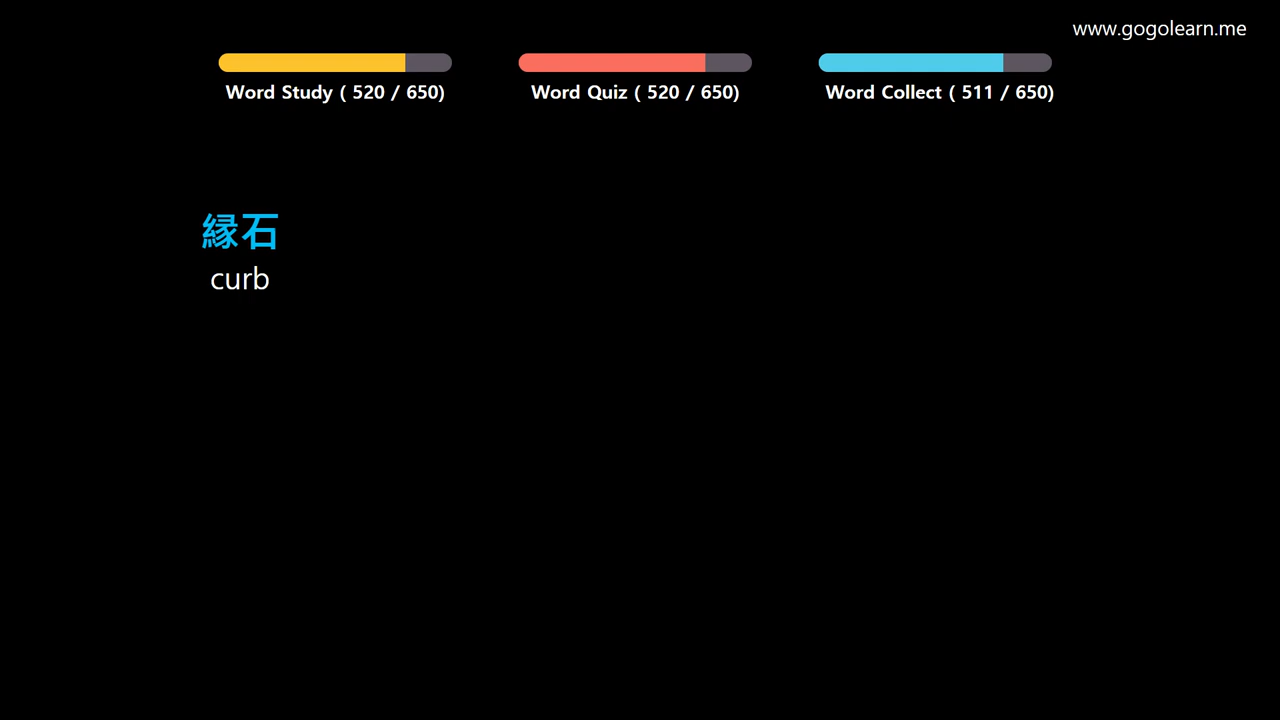 www.gogolearn.me
Word Study ( 520 / 650)
Word Quiz ( 520 / 650)
Word Collect ( 511 / 650)
縁石
curb